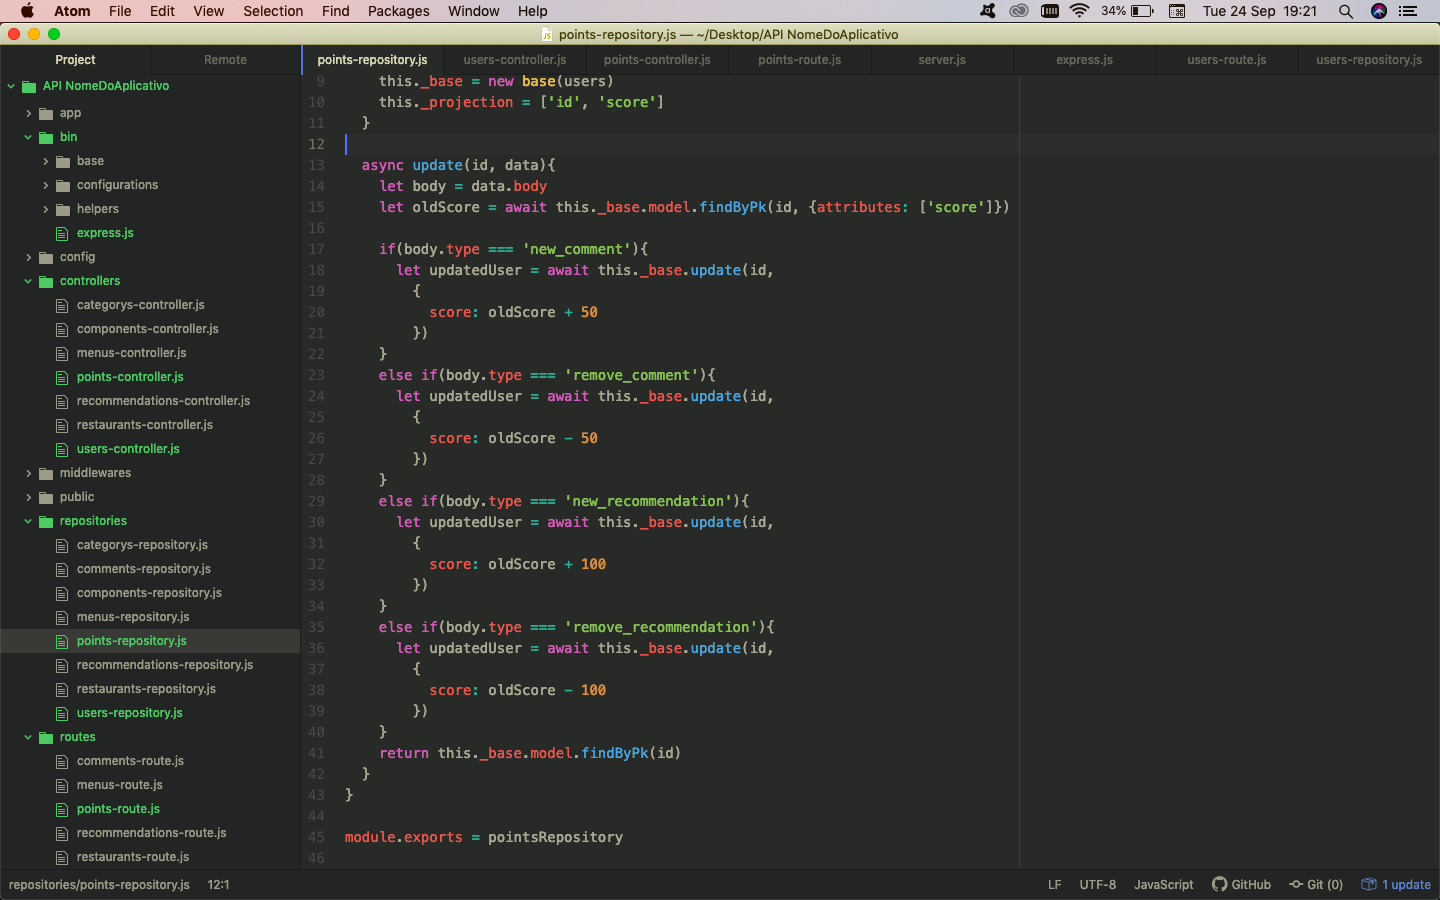 Atom File Edit View Selection Find Packages Window Help 34% Tue 24 Sep 19:21
points-repository.js — ~/Desktop/API NomeDoAplicativo
Project Remote
points-repository.js users-controller.js points-controller.js points-route.js server.js express.js users-route.js users-repository.js
API NomeDoAplicativo
app
bin
base
configurations
helpers
express.js
config
controllers
categorys-controller.js
components-controller.js
menus-controller.js
points-controller.js
recommendations-controller.js
restaurants-controller.js
users-controller.js
middlewares
public
repositories
categorys-repository.js
comments-repository.js
components-repository.js
menus-repository.js
points-repository.js
recommendations-repository.js
restaurants-repository.js
users-repository.js
routes
comments-route.js
menus-route.js
points-route.js
recommendations-route.js
restaurants-route.js
9     this._base = new base(users)
10     this._projection = ['id', 'score']
11   }
12
13   async update(id, data){
14     let body = data.body
15     let oldScore = await this._base.model.findByPk(id, {attributes: ['score']})
16
17     if(body.type === 'new_comment'){
18       let updatedUser = await this._base.update(id,
19         {
20           score: oldScore + 50
21         })
22     }
23     else if(body.type === 'remove_comment'){
24       let updatedUser = await this._base.update(id,
25         {
26           score: oldScore - 50
27         })
28     }
29     else if(body.type === 'new_recommendation'){
30       let updatedUser = await this._base.update(id,
31         {
32           score: oldScore + 100
33         })
34     }
35     else if(body.type === 'remove_recommendation'){
36       let updatedUser = await this._base.update(id,
37         {
38           score: oldScore - 100
39         })
40     }
41     return this._base.model.findByPk(id)
42   }
43 }
44
45 module.exports = pointsRepository
46
repositories/points-repository.js 12:1 LF UTF-8 JavaScript GitHub Git (0) 1 update